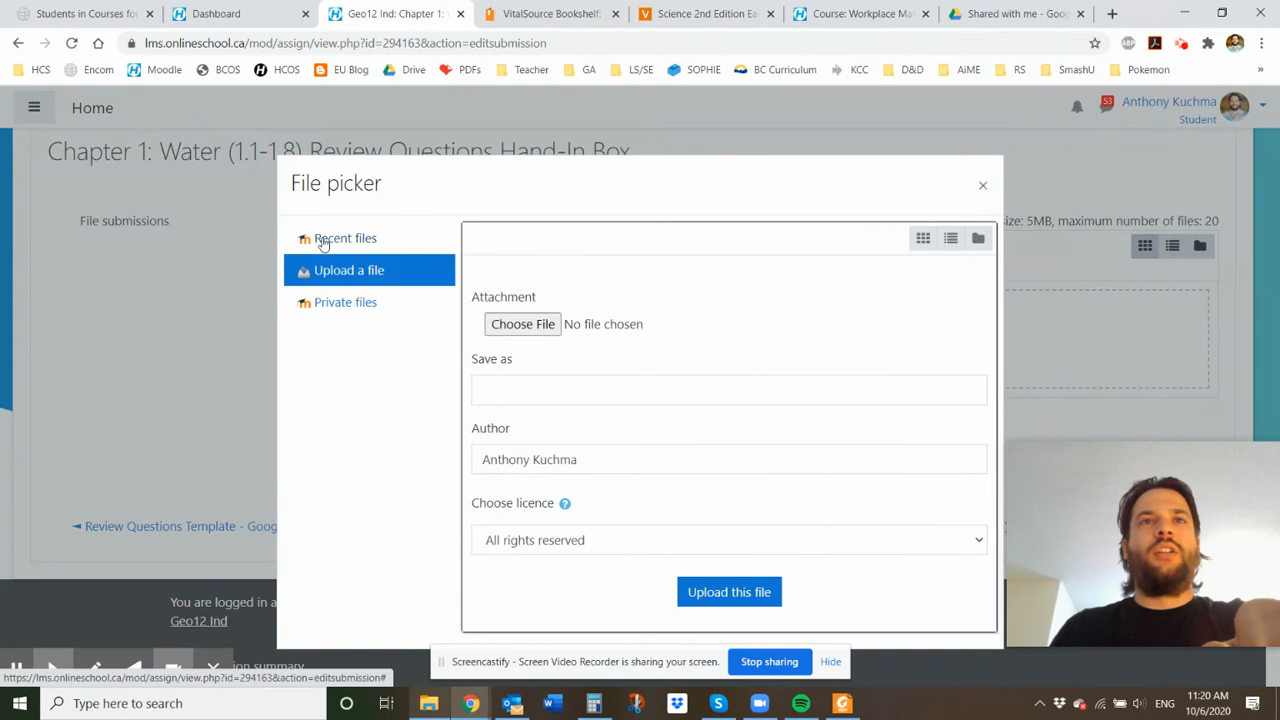 Students in Courses for
Dashboard
Geo12 Ind: Chapter 1:
VitalSource Bookshelf:
Science 2nd Edition Ea
Course: Workplace Ma
Shared with me - Goog
lms.onlineschool.ca/mod/assign/view.php?id=294163&action=editsubmission
HCS
Encom
Moodle
BCOS
HCOS
EU Blog
Drive
PDFs
Teacher
GA
LS/SE
SOPHIE
BC Curriculum
KCC
D&D
AiME
RS
SmashU
Pokemon
»
Home
53
Anthony Kuchma
Student
Chapter 1: Water (1.1-1.8) Review Questions Hand-In Box
File picker
File submissions
size: 5MB, maximum number of files: 20
Recent files
Upload a file
Private files
Attachment
Choose File No file chosen
Save as
Author
Anthony Kuchma
Choose licence
All rights reserved
Upload this file
◄ Review Questions Template - Goog
You are logged in a
Geo12 Ind
ion summary
Screencastify - Screen Video Recorder is sharing your screen.
Stop sharing
Hide
https://lms.onlineschool.ca/mod/assign/view.php?id=294163&action=editsubmission#
Type here to search
ENG
11:20 AM
10/6/2020